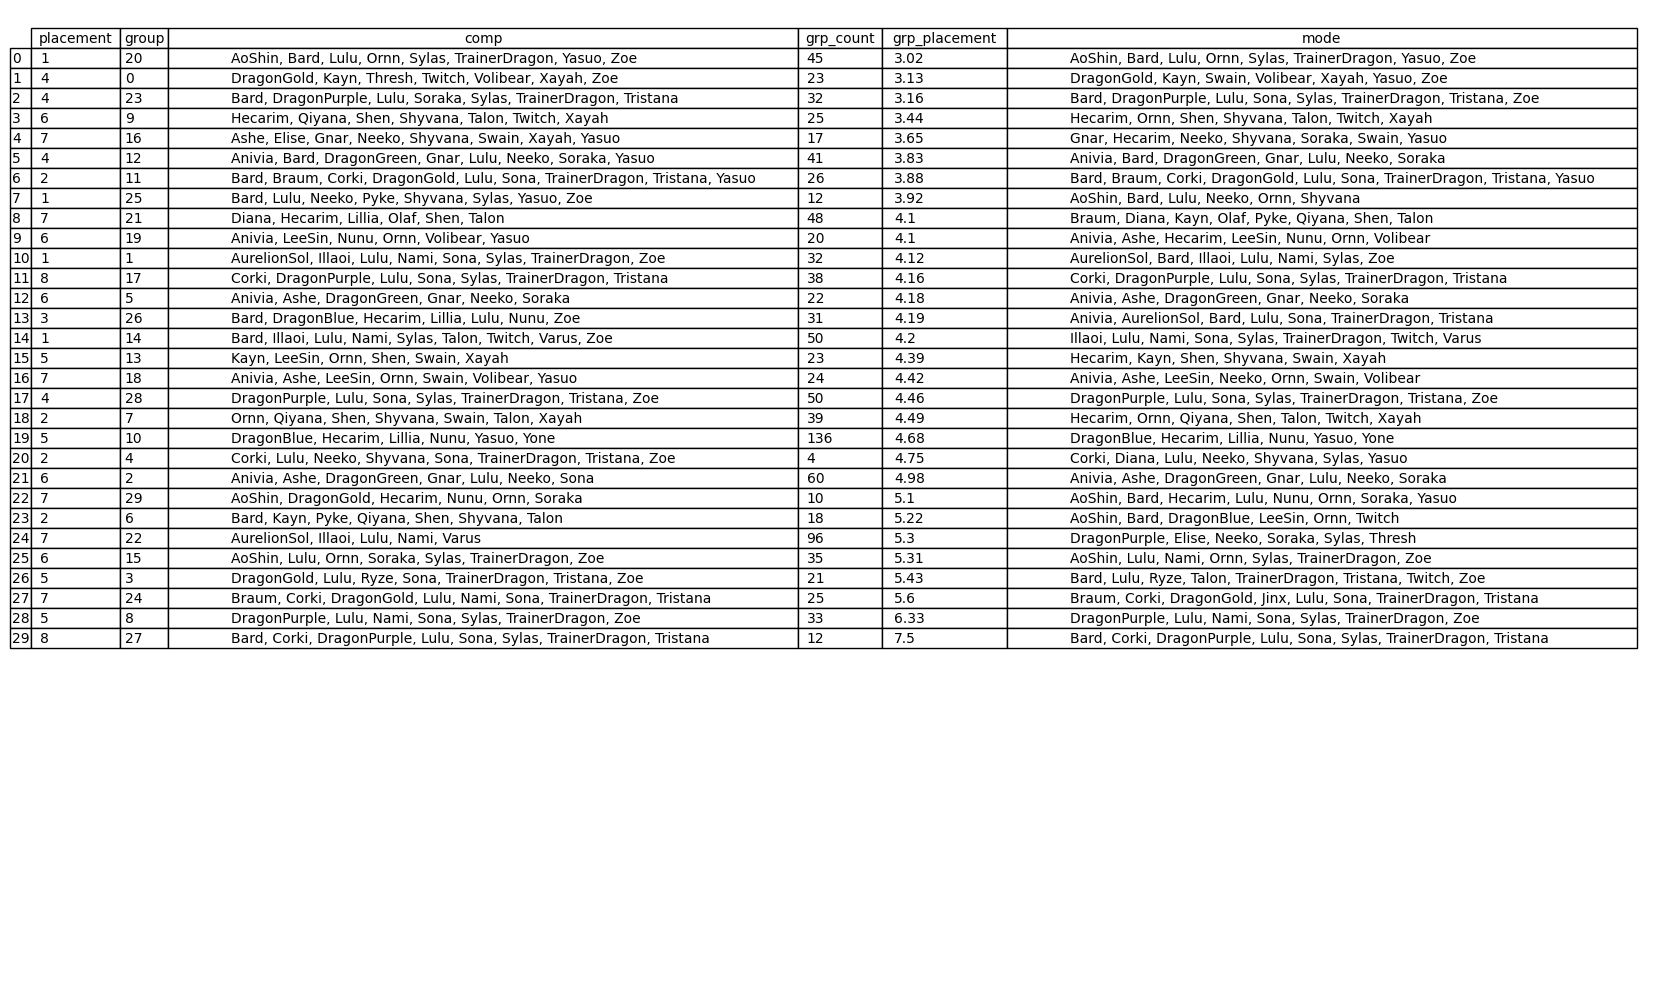 placement group comp grp_count grp_placement mode
0 1 20 AoShin, Bard, Lulu, Ornn, Sylas, TrainerDragon, Yasuo, Zoe 45 3.02 AoShin, Bard, Lulu, Ornn, Sylas, TrainerDragon, Yasuo, Zoe
1 4 0 DragonGold, Kayn, Thresh, Twitch, Volibear, Xayah, Zoe 23 3.13 DragonGold, Kayn, Swain, Volibear, Xayah, Yasuo, Zoe
2 4 23 Bard, DragonPurple, Lulu, Soraka, Sylas, TrainerDragon, Tristana 32 3.16 Bard, DragonPurple, Lulu, Sona, Sylas, TrainerDragon, Tristana, Zoe
3 6 9 Hecarim, Qiyana, Shen, Shyvana, Talon, Twitch, Xayah 25 3.44 Hecarim, Ornn, Shen, Shyvana, Talon, Twitch, Xayah
4 7 16 Ashe, Elise, Gnar, Neeko, Shyvana, Swain, Xayah, Yasuo 17 3.65 Gnar, Hecarim, Neeko, Shyvana, Soraka, Swain, Yasuo
5 4 12 Anivia, Bard, DragonGreen, Gnar, Lulu, Neeko, Soraka, Yasuo 41 3.83 Anivia, Bard, DragonGreen, Gnar, Lulu, Neeko, Soraka
6 2 11 Bard, Braum, Corki, DragonGold, Lulu, Sona, TrainerDragon, Tristana, Yasuo 26 3.88 Bard, Braum, Corki, DragonGold, Lulu, Sona, TrainerDragon, Tristana, Yasuo
7 1 25 Bard, Lulu, Neeko, Pyke, Shyvana, Sylas, Yasuo, Zoe 12 3.92 AoShin, Bard, Lulu, Neeko, Ornn, Shyvana
8 7 21 Diana, Hecarim, Lillia, Olaf, Shen, Talon 48 4.1 Braum, Diana, Kayn, Olaf, Pyke, Qiyana, Shen, Talon
9 6 19 Anivia, LeeSin, Nunu, Ornn, Volibear, Yasuo 20 4.1 Anivia, Ashe, Hecarim, LeeSin, Nunu, Ornn, Volibear
10 1 1 AurelionSol, Illaoi, Lulu, Nami, Sona, Sylas, TrainerDragon, Zoe 32 4.12 AurelionSol, Bard, Illaoi, Lulu, Nami, Sylas, Zoe
11 8 17 Corki, DragonPurple, Lulu, Sona, Sylas, TrainerDragon, Tristana 38 4.16 Corki, DragonPurple, Lulu, Sona, Sylas, TrainerDragon, Tristana
12 6 5 Anivia, Ashe, DragonGreen, Gnar, Neeko, Soraka 22 4.18 Anivia, Ashe, DragonGreen, Gnar, Neeko, Soraka
13 3 26 Bard, DragonBlue, Hecarim, Lillia, Lulu, Nunu, Zoe 31 4.19 Anivia, AurelionSol, Bard, Lulu, Sona, TrainerDragon, Tristana
14 1 14 Bard, Illaoi, Lulu, Nami, Sylas, Talon, Twitch, Varus, Zoe 50 4.2 Illaoi, Lulu, Nami, Sona, Sylas, TrainerDragon, Twitch, Varus
15 5 13 Kayn, LeeSin, Ornn, Shen, Swain, Xayah 23 4.39 Hecarim, Kayn, Shen, Shyvana, Swain, Xayah
16 7 18 Anivia, Ashe, LeeSin, Ornn, Swain, Volibear, Yasuo 24 4.42 Anivia, Ashe, LeeSin, Neeko, Ornn, Swain, Volibear
17 4 28 DragonPurple, Lulu, Sona, Sylas, TrainerDragon, Tristana, Zoe 50 4.46 DragonPurple, Lulu, Sona, Sylas, TrainerDragon, Tristana, Zoe
18 2 7 Ornn, Qiyana, Shen, Shyvana, Swain, Talon, Xayah 39 4.49 Hecarim, Ornn, Qiyana, Shen, Talon, Twitch, Xayah
19 5 10 DragonBlue, Hecarim, Lillia, Nunu, Yasuo, Yone 136 4.68 DragonBlue, Hecarim, Lillia, Nunu, Yasuo, Yone
20 2 4 Corki, Lulu, Neeko, Shyvana, Sona, TrainerDragon, Tristana, Zoe 4 4.75 Corki, Diana, Lulu, Neeko, Shyvana, Sylas, Yasuo
21 6 2 Anivia, Ashe, DragonGreen, Gnar, Lulu, Neeko, Sona 60 4.98 Anivia, Ashe, DragonGreen, Gnar, Lulu, Neeko, Soraka
22 7 29 AoShin, DragonGold, Hecarim, Nunu, Ornn, Soraka 10 5.1 AoShin, Bard, Hecarim, Lulu, Nunu, Ornn, Soraka, Yasuo
23 2 6 Bard, Kayn, Pyke, Qiyana, Shen, Shyvana, Talon 18 5.22 AoShin, Bard, DragonBlue, LeeSin, Ornn, Twitch
24 7 22 AurelionSol, Illaoi, Lulu, Nami, Varus 96 5.3 DragonPurple, Elise, Neeko, Soraka, Sylas, Thresh
25 6 15 AoShin, Lulu, Ornn, Soraka, Sylas, TrainerDragon, Zoe 35 5.31 AoShin, Lulu, Nami, Ornn, Sylas, TrainerDragon, Zoe
26 5 3 DragonGold, Lulu, Ryze, Sona, TrainerDragon, Tristana, Zoe 21 5.43 Bard, Lulu, Ryze, Talon, TrainerDragon, Tristana, Twitch, Zoe
27 7 24 Braum, Corki, DragonGold, Lulu, Nami, Sona, TrainerDragon, Tristana 25 5.6 Braum, Corki, DragonGold, Jinx, Lulu, Sona, TrainerDragon, Tristana
28 5 8 DragonPurple, Lulu, Nami, Sona, Sylas, TrainerDragon, Zoe 33 6.33 DragonPurple, Lulu, Nami, Sona, Sylas, TrainerDragon, Zoe
29 8 27 Bard, Corki, DragonPurple, Lulu, Sona, Sylas, TrainerDragon, Tristana 12 7.5 Bard, Corki, DragonPurple, Lulu, Sona, Sylas, TrainerDragon, Tristana